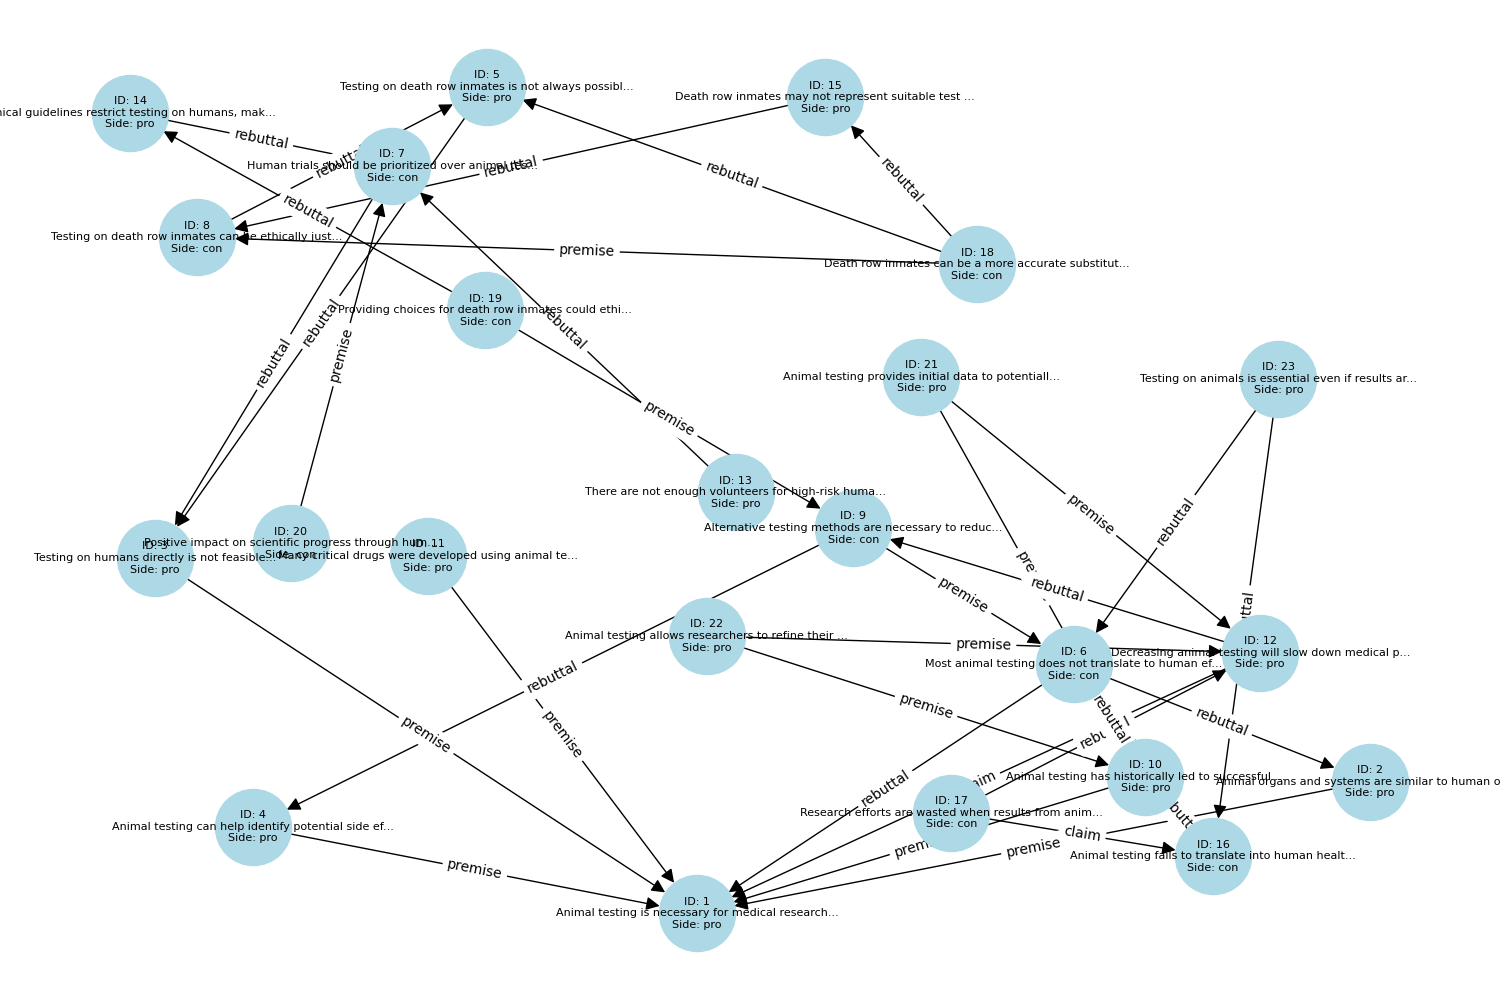 ID: 5
Testing on death row inmates is not always possibl...
Side: pro
ID: 15
Death row inmates may not represent suitable test ...
Side: pro
ID: 14
ical guidelines restrict testing on humans, mak...
Side: pro
rebuttal
ID: 7
Human trials should be prioritized over animal
Side: con
rebuttal
rebuttal
rebuttal
rebuttal
rebuttal
ID: 8
Testing on death row inmates can be ethically just...
Side: con
premise
ID: 18
Death row inmates can be a more accurate substitut...
Side: con
ID: 19
Providing choices for death row inmates could ethi...
Side: con
rebuttal
rebuttal
rebuttal
premise
ID: 21
Animal testing provides initial data to potentiall...
Side: pro
ID: 23
Testing on animals is essential even if results ar...
Side: pro
premise
ID: 13
There are not enough volunteers for high-risk huma...
Side: pro
ID: 9
Alternative testing methods are necessary to reduc...
Side: con
premise
rebuttal
ID: 3
Testing on humans directly is not feasible...
Side: pro
ID: 20
Positive impact on scientific progress through hum...
Side: con
ID: 11
Many critical drugs were developed using animal te...
Side: pro
premise
rebuttal
ID: 22
Animal testing allows researchers to refine their ...
Side: pro
premise
ID: 6
Most animal testing does not translate to human ef...
Side: con
ID: 12
Decreasing animal testing will slow down medical p...
Side: pro
rebuttal
premise
premise
premise
rebuttal
rebuttal
rebuttal
ID: 10
Animal testing has historically led to successful
Side: pro
ID: 2
Animal organs and systems are similar to human o
Side: pro
ID: 17
Research efforts are wasted when results from anim...
Side: con
ID: 4
Animal testing can help identify potential side ef...
Side: pro
claim
premise
premise
ID: 16
Animal testing fails to translate into human healt...
Side: con
ID: 1
Animal testing is necessary for medical research...
Side: pro